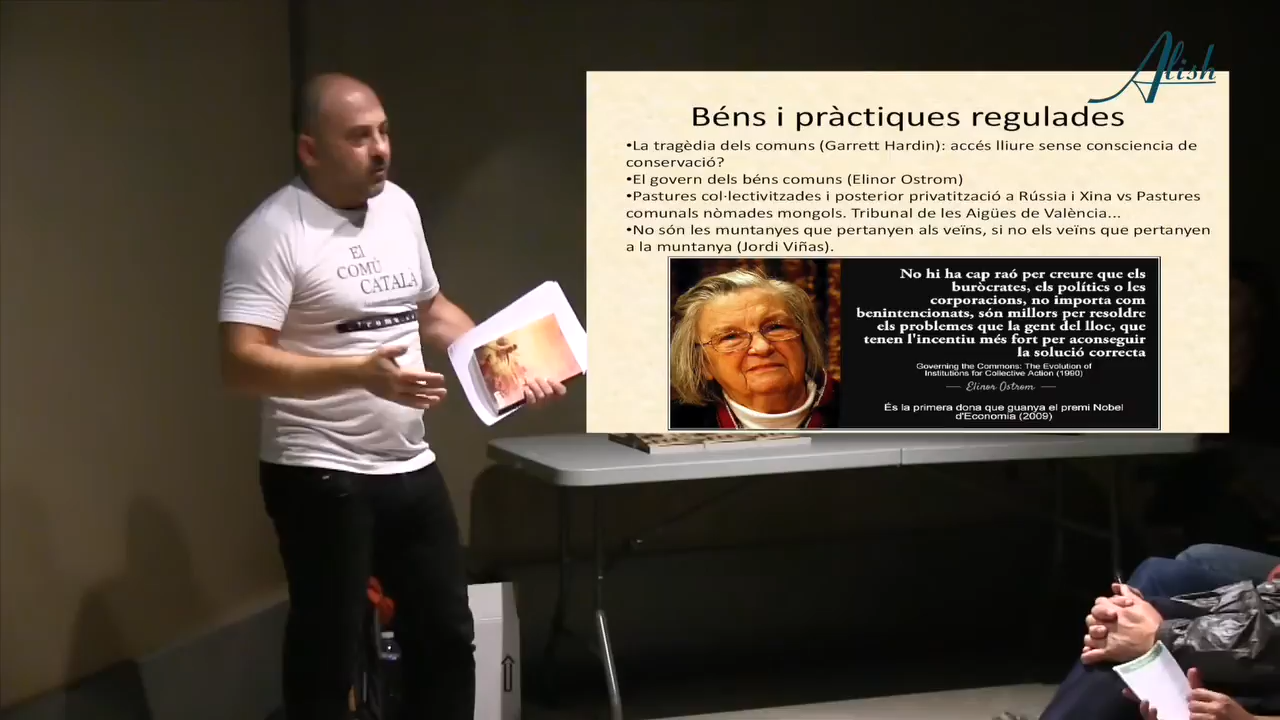 Alish
Béns i pràctiques regulades
•La tragèdia dels comuns (Garrett Hardin): accés lliure sense consciencia de
conservació?
•El govern dels béns comuns (Elinor Ostrom)
•Pastures col·lectivitzades i posterior privatització a Rússia i Xina vs Pastures
comunals nòmades mongols. Tribunal de les Aigües de València...
•No són les muntanyes que pertanyen als veïns, si no els veïns que pertanyen
a la muntanya (Jordi Viñas).
No hi ha cap raó per creure que els
buròcrates, els polítics o les
corporacions, no importa com
benintencionats, són millors per resoldre
els problemes que la gent del lloc, que
tenen l'incentiu més fort per aconseguir
la solució correcta
Governing the Commons: The Evolution of
Institutions for Collective Action (1990)
— Elinor Ostrom —
És la primera dona que guanya el premi Nobel
d'Economia (2009)
El
COMÚ
CATALÀ